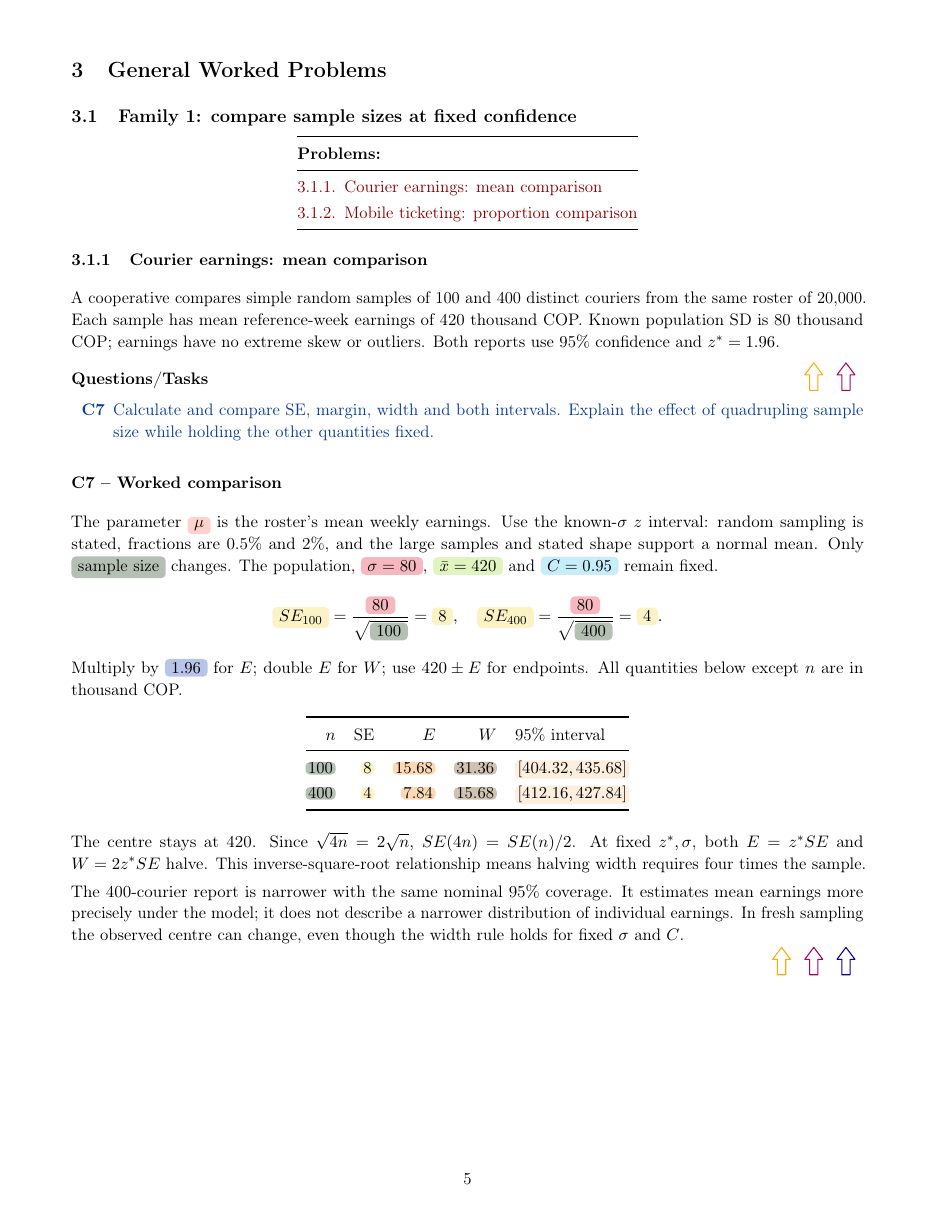 3 General Worked Problems
3.1 Family 1: compare sample sizes at fixed confidence
Problems:
3.1.1. Courier earnings: mean comparison
3.1.2. Mobile ticketing: proportion comparison
3.1.1 Courier earnings: mean comparison
A cooperative compares simple random samples of 100 and 400 distinct couriers from the same roster of 20,000.
Each sample has mean reference-week earnings of 420 thousand COP. Known population SD is 80 thousand
COP; earnings have no extreme skew or outliers. Both reports use 95% confidence and z* = 1.96.
Questions/Tasks
C7 Calculate and compare SE, margin, width and both intervals. Explain the effect of quadrupling sample
size while holding the other quantities fixed.
C7 – Worked comparison
The parameter μ is the roster's mean weekly earnings. Use the known-σ z interval: random sampling is
stated, fractions are 0.5% and 2%, and the large samples and stated shape support a normal mean. Only
sample size changes. The population, σ = 80, x̄ = 420 and C = 0.95 remain fixed.
SE₁₀₀ = 80/√100 = 8, SE₄₀₀ = 80/√400 = 4.
Multiply by 1.96 for E; double E for W; use 420 ± E for endpoints. All quantities below except n are in
thousand COP.
n SE E W 95% interval
100 8 15.68 31.36 [404.32, 435.68]
400 4 7.84 15.68 [412.16, 427.84]
The centre stays at 420. Since √4n = 2√n, SE(4n) = SE(n)/2. At fixed z*, σ, both E = z*SE and
W = 2z*SE halve. This inverse-square-root relationship means halving width requires four times the sample.
The 400-courier report is narrower with the same nominal 95% coverage. It estimates mean earnings more
precisely under the model; it does not describe a narrower distribution of individual earnings. In fresh sampling
the observed centre can change, even though the width rule holds for fixed σ and C.
5